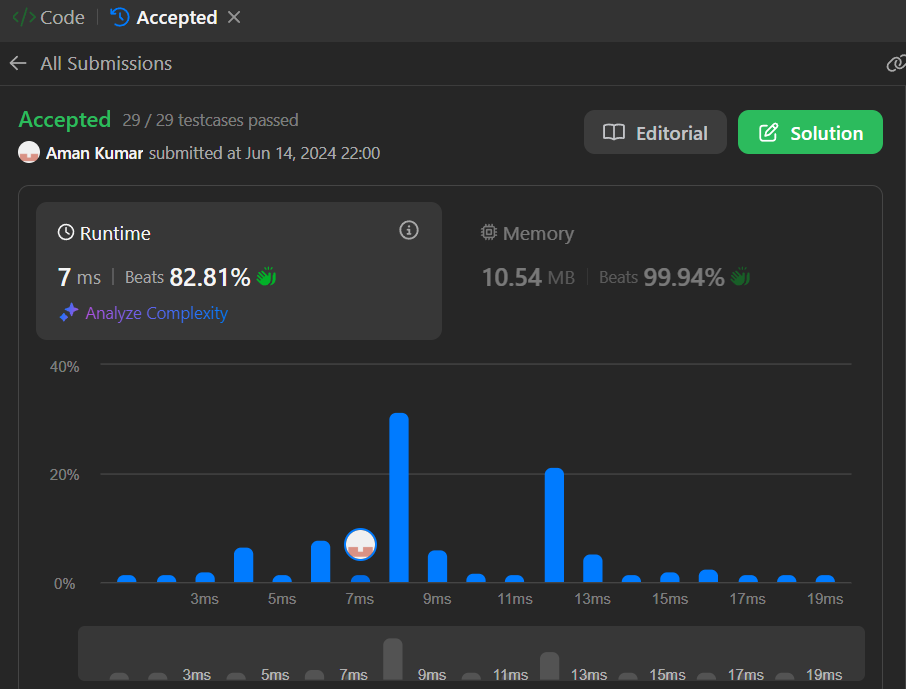 </> Code | Accepted
All Submissions
Accepted 29 / 29 testcases passed
Editorial
Solution
Aman Kumar submitted at Jun 14, 2024 22:00
Runtime
7 ms | Beats 82.81%
Analyze Complexity
Memory
10.54 MB | Beats 99.94%
40%
20%
0%
3ms 5ms 7ms 9ms 11ms 13ms 15ms 17ms 19ms
3ms 5ms 7ms 9ms 11ms 13ms 15ms 17ms 19ms